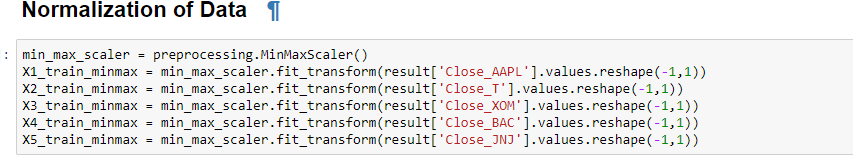 Normalization of Data ¶
: min_max_scaler = preprocessing.MinMaxScaler()
X1_train_minmax = min_max_scaler.fit_transform(result['Close_AAPL'].values.reshape(-1,1))
X2_train_minmax = min_max_scaler.fit_transform(result['Close_T'].values.reshape(-1,1))
X3_train_minmax = min_max_scaler.fit_transform(result['Close_XOM'].values.reshape(-1,1))
X4_train_minmax = min_max_scaler.fit_transform(result['Close_BAC'].values.reshape(-1,1))
X5_train_minmax = min_max_scaler.fit_transform(result['Close_JNJ'].values.reshape(-1,1))